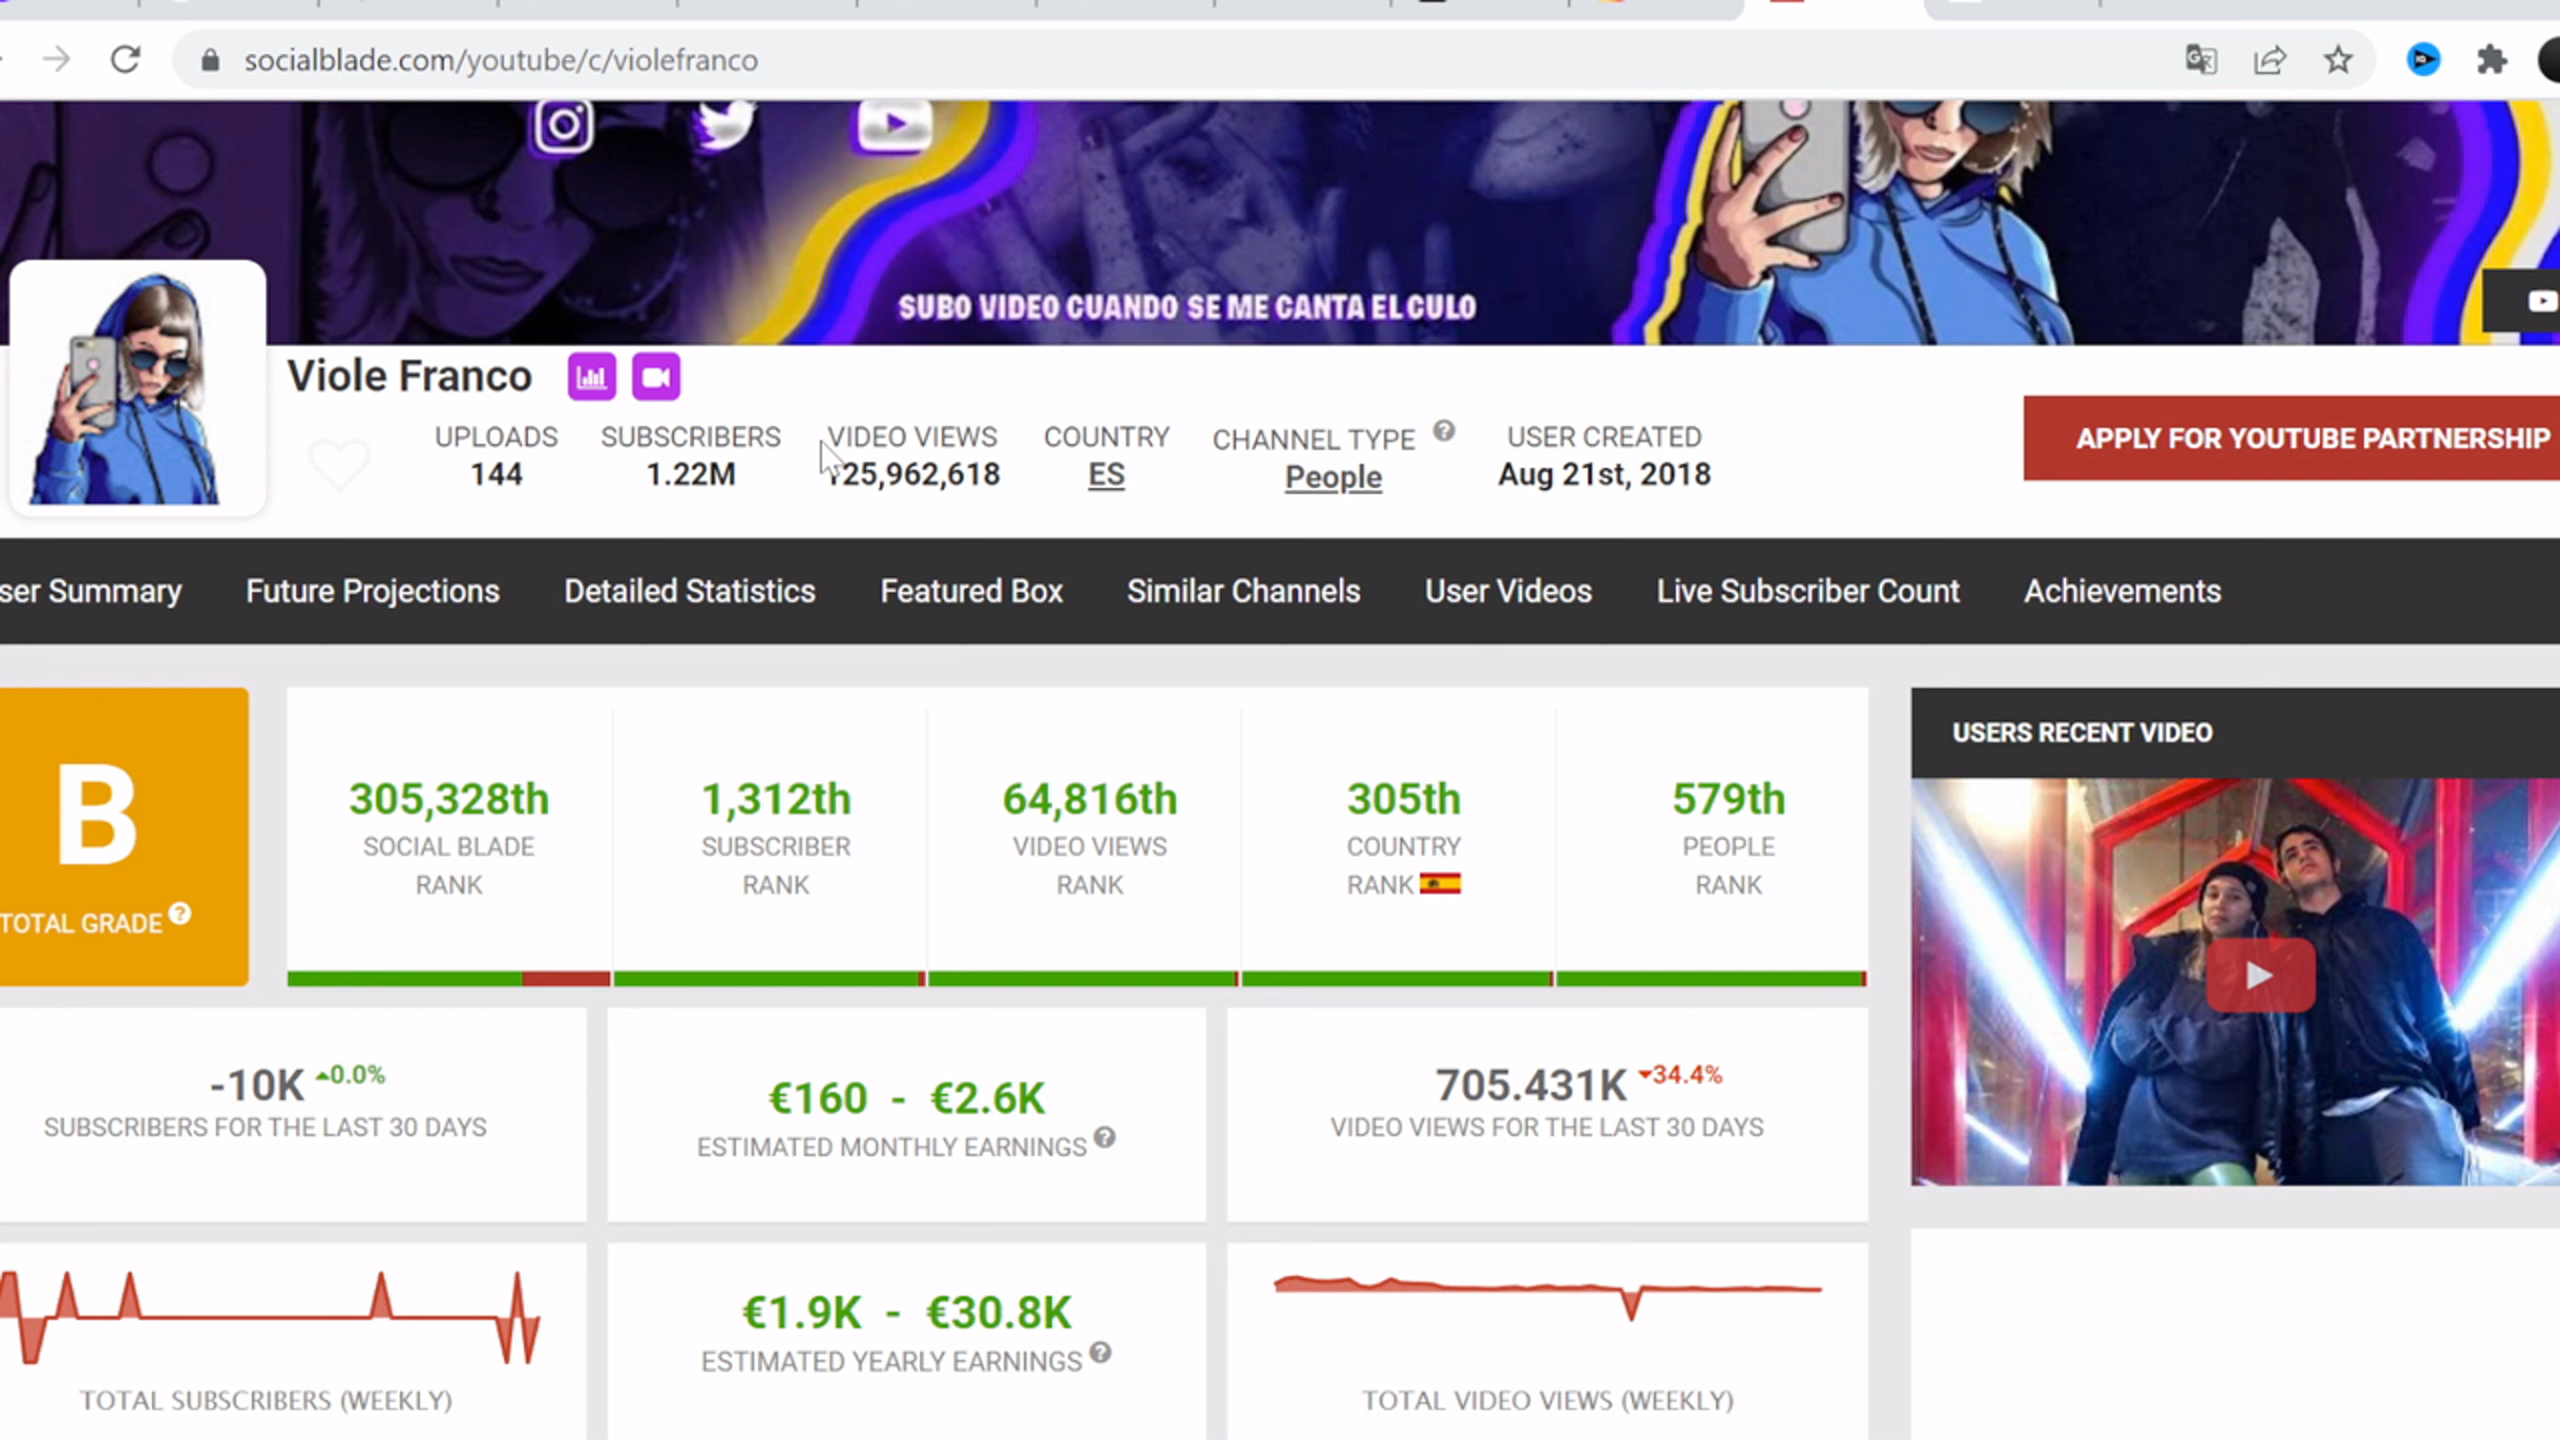 socialblade.com/youtube/c/violefranco
SUBO VIDEO CUANDO SE ME CANTA EL CULO
Viole Franco
UPLOADS
144
SUBSCRIBERS
1.22M
VIDEO VIEWS
25,962,618
COUNTRY
ES
CHANNEL TYPE
People
USER CREATED
Aug 21st, 2018
APPLY FOR YOUTUBE PARTNERSHIP
ser Summary
Future Projections
Detailed Statistics
Featured Box
Similar Channels
User Videos
Live Subscriber Count
Achievements
B
TOTAL GRADE
305,328th
SOCIAL BLADE
RANK
1,312th
SUBSCRIBER
RANK
64,816th
VIDEO VIEWS
RANK
305th
COUNTRY
RANK
579th
PEOPLE
RANK
USERS RECENT VIDEO
-10K 0.0%
SUBSCRIBERS FOR THE LAST 30 DAYS
€160 - €2.6K
ESTIMATED MONTHLY EARNINGS
705.431K 34.4%
VIDEO VIEWS FOR THE LAST 30 DAYS
TOTAL SUBSCRIBERS (WEEKLY)
€1.9K - €30.8K
ESTIMATED YEARLY EARNINGS
TOTAL VIDEO VIEWS (WEEKLY)